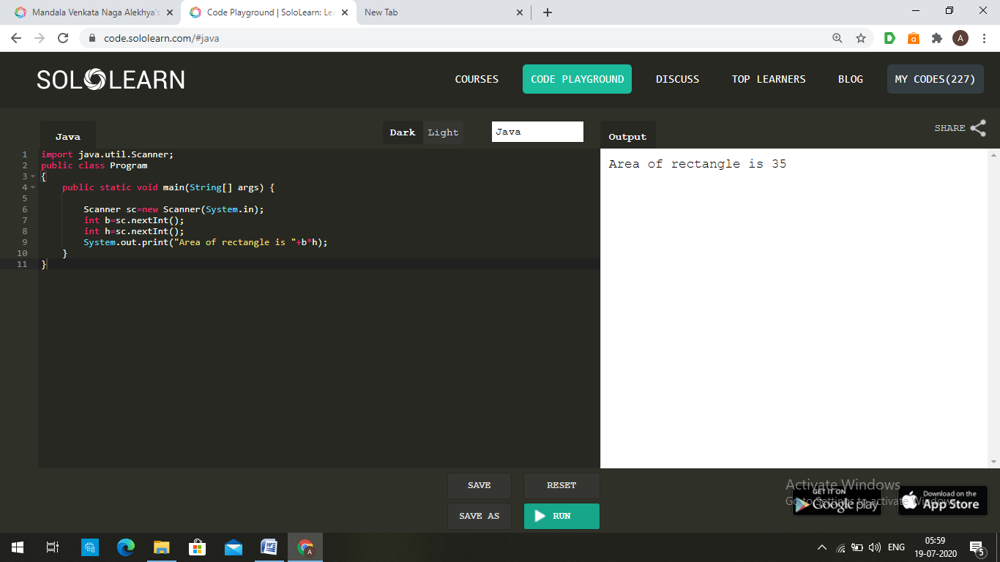 Mandala Venkata Naga Alekhya's
Code Playground | SoloLearn: Le
New Tab
code.sololearn.com/#java
A
SOLOLEARN
COURSES
CODE PLAYGROUND
DISCUSS
TOP LEARNERS
BLOG
MY CODES(227)
Java
Dark
Light
Java
Output
SHARE
1 import java.util.Scanner;
2 public class Program
3 {
4 public static void main(String[] args) {
5
6 Scanner sc=new Scanner(System.in);
7 int b=sc.nextInt();
8 int h=sc.nextInt();
9 System.out.print("Area of rectangle is "+b*h);
10 }
11 }
Area of rectangle is 35
SAVE
RESET
SAVE AS
RUN
Activate Windows
Go to Settings to activate Windows.
GET IT ON
Google play
Download on the
App Store
ENG
05:59
19-07-2020
5